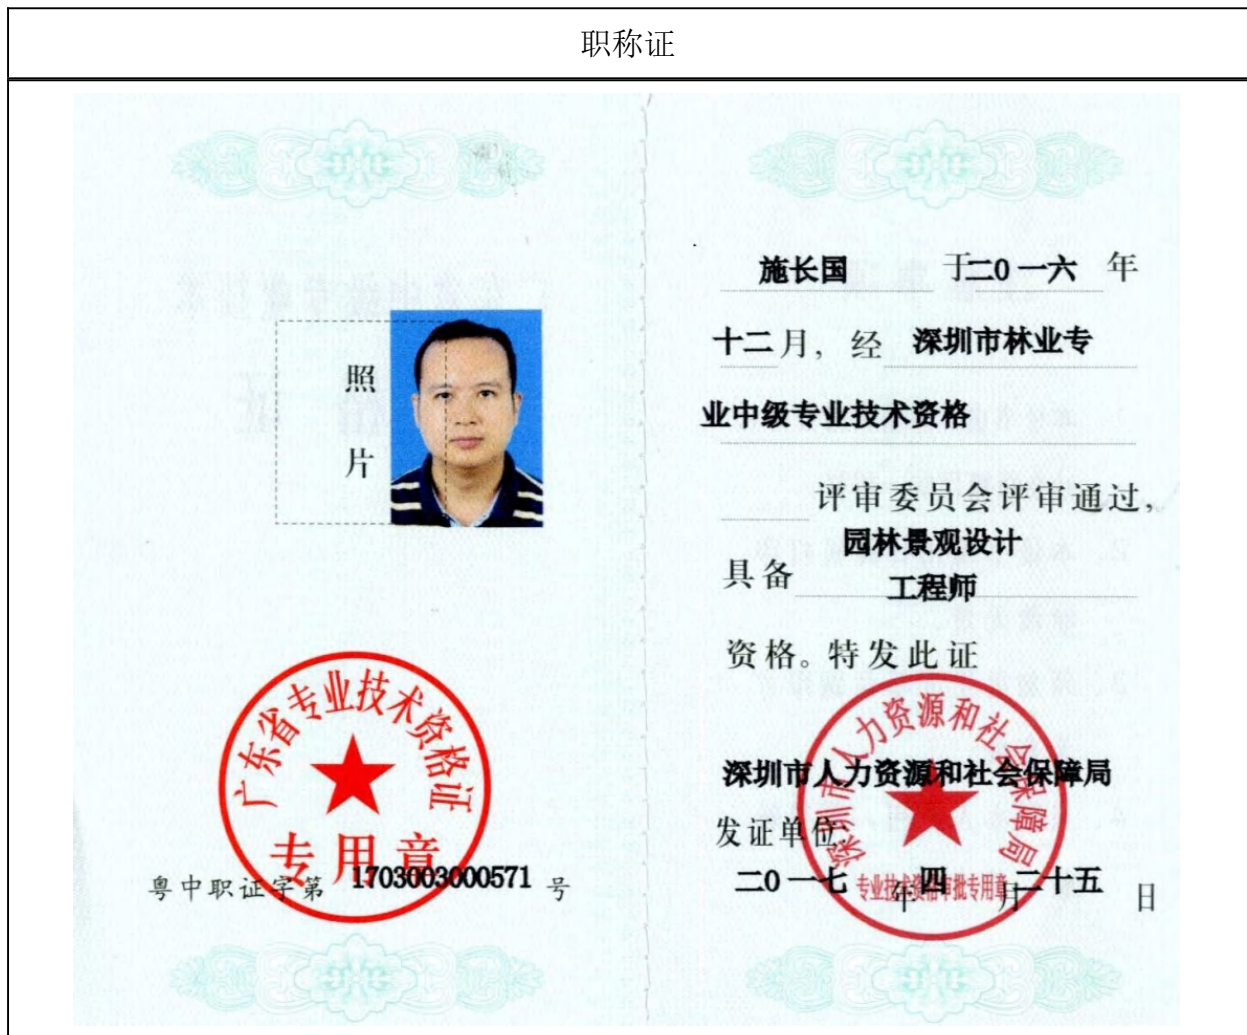 职称证
照
片
广东省专业技术资格证
专用章
粤中职证字第 1703003000571 号
施长国 于二0一六 年
十二月, 经 深圳市林业专
业中级专业技术资格
评审委员会评审通过,
园林景观设计
具备 工程师
资格。特发此证
深圳市人力资源和社会保障局
深圳市人力资源和社会保障局
发证单位:
专业技术资格审批专用章
二0一七 年 四 月 二十五 日